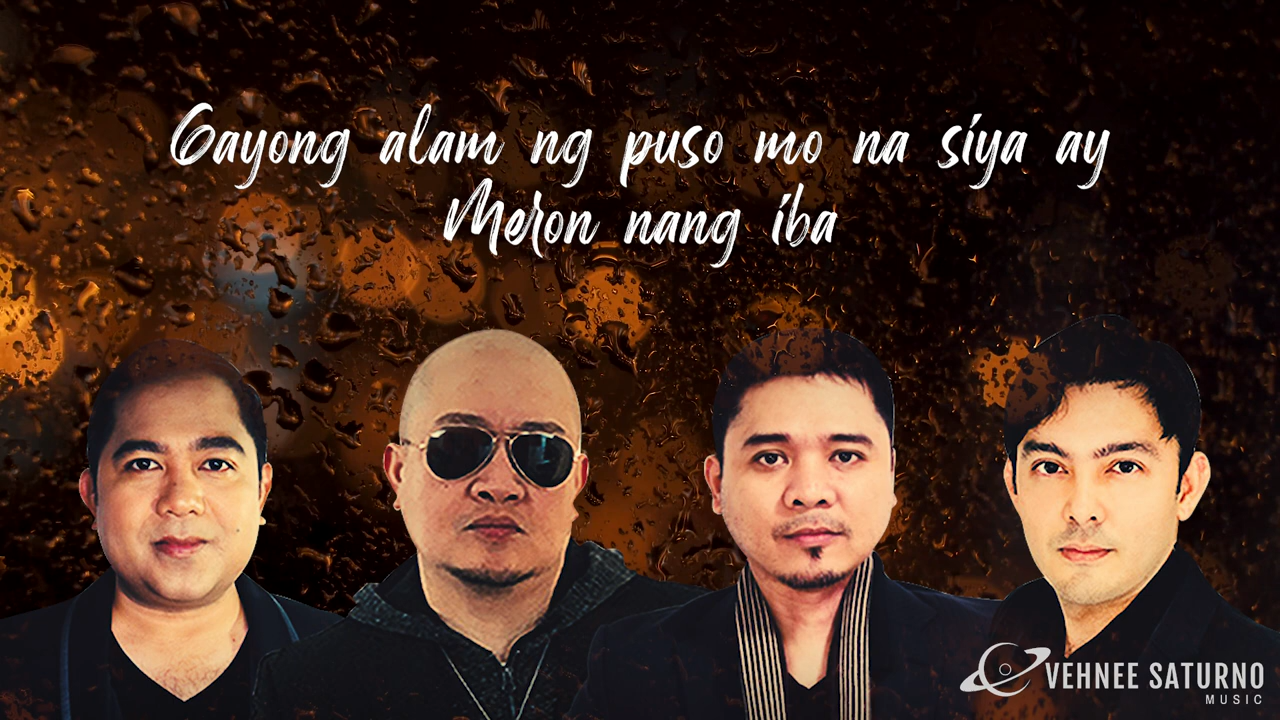 Gayong alam ng puso mo na siya ay
Meron nang iba
VEHNEE SATURNO
MUSIC